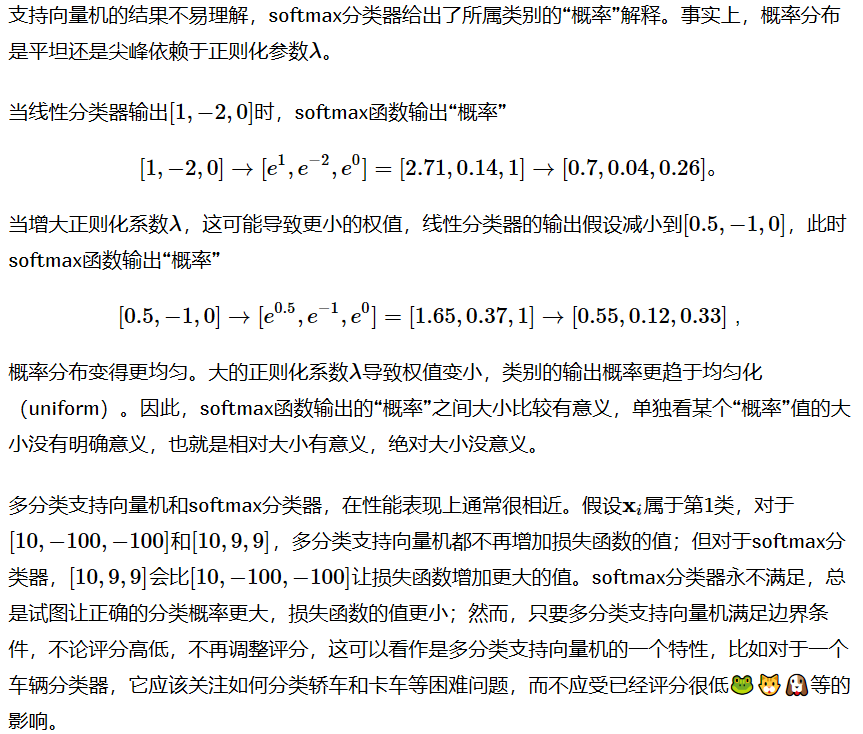 支持向量机的结果不易理解，softmax分类器给出了所属类别的“概率”解释。事实上，概率分布
是平坦还是尖峰依赖于正则化参数λ。
当线性分类器输出[1, −2, 0]时，softmax函数输出“概率”
[1, −2, 0] → [e^1, e^{−2}, e^0] = [2.71, 0.14, 1] → [0.7, 0.04, 0.26]。
当增大正则化系数λ，这可能导致更小的权值，线性分类器的输出假设减小到[0.5, −1, 0]，此时
softmax函数输出“概率”
[0.5, −1, 0] → [e^{0.5}, e^{−1}, e^0] = [1.65, 0.37, 1] → [0.55, 0.12, 0.33] ，
概率分布变得更均匀。大的正则化系数λ导致权值变小，类别的输出概率更趋于均匀化
（uniform）。因此，softmax函数输出的“概率”之间大小比较有意义，单独看某个“概率”值的大
小没有明确意义，也就是相对大小有意义，绝对大小没意义。
多分类支持向量机和softmax分类器，在性能表现上通常很相近。假设x_i属于第1类，对于
[10, −100, −100]和[10, 9, 9]，多分类支持向量机都不再增加损失函数的值；但对于softmax分
类器，[10, 9, 9]会比[10, −100, −100]让损失函数增加更大的值。softmax分类器永不满足，总
是试图让正确的分类概率更大，损失函数的值更小；然而，只要多分类支持向量机满足边界条
件，不论评分高低，不再调整评分，这可以看作是多分类支持向量机的一个特性，比如对于一个
车辆分类器，它应该关注如何分类轿车和卡车等困难问题，而不应受已经评分很低🐸🐱🐶等的
影响。